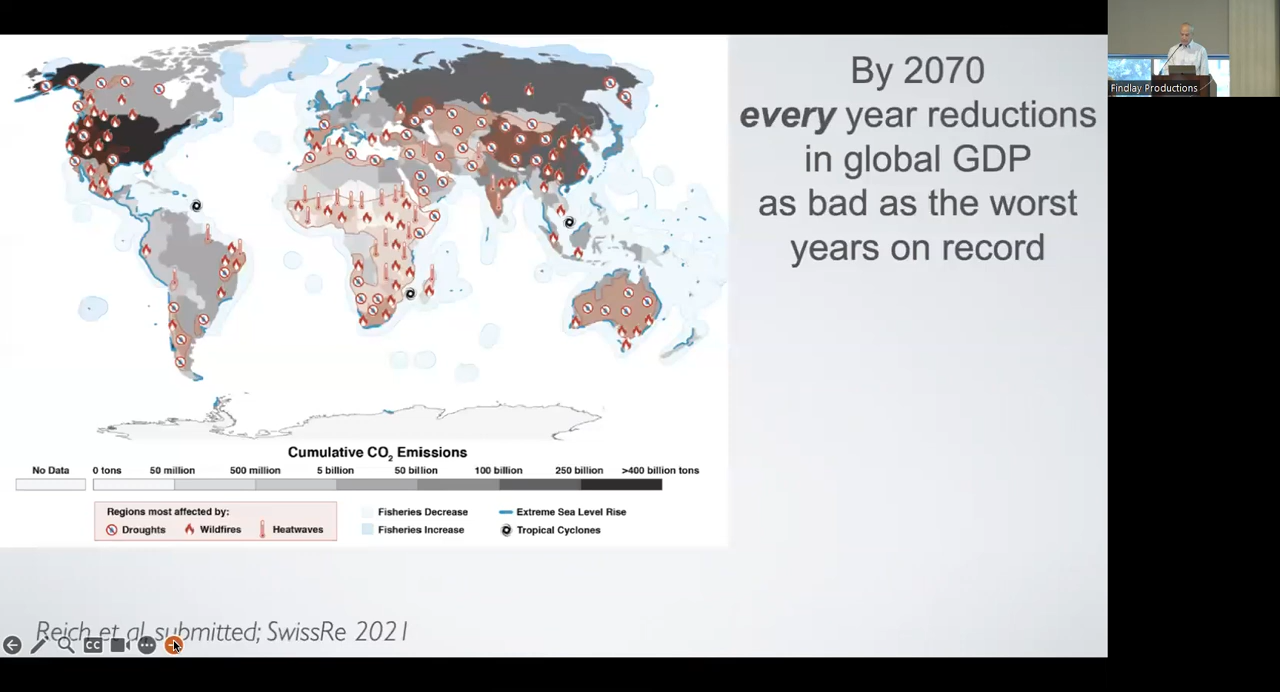 By 2070
every year reductions
in global GDP
as bad as the worst
years on record
Findlay Productions
Cumulative CO₂ Emissions
No Data 0 tons 50 million 500 million 5 billion 50 billion 100 billion 250 billion >400 billion tons
Regions most affected by:
Droughts Wildfires Heatwaves
Fisheries Decrease
Fisheries Increase
Extreme Sea Level Rise
Tropical Cyclones
Reich et al submitted; SwissRe 2021
CC